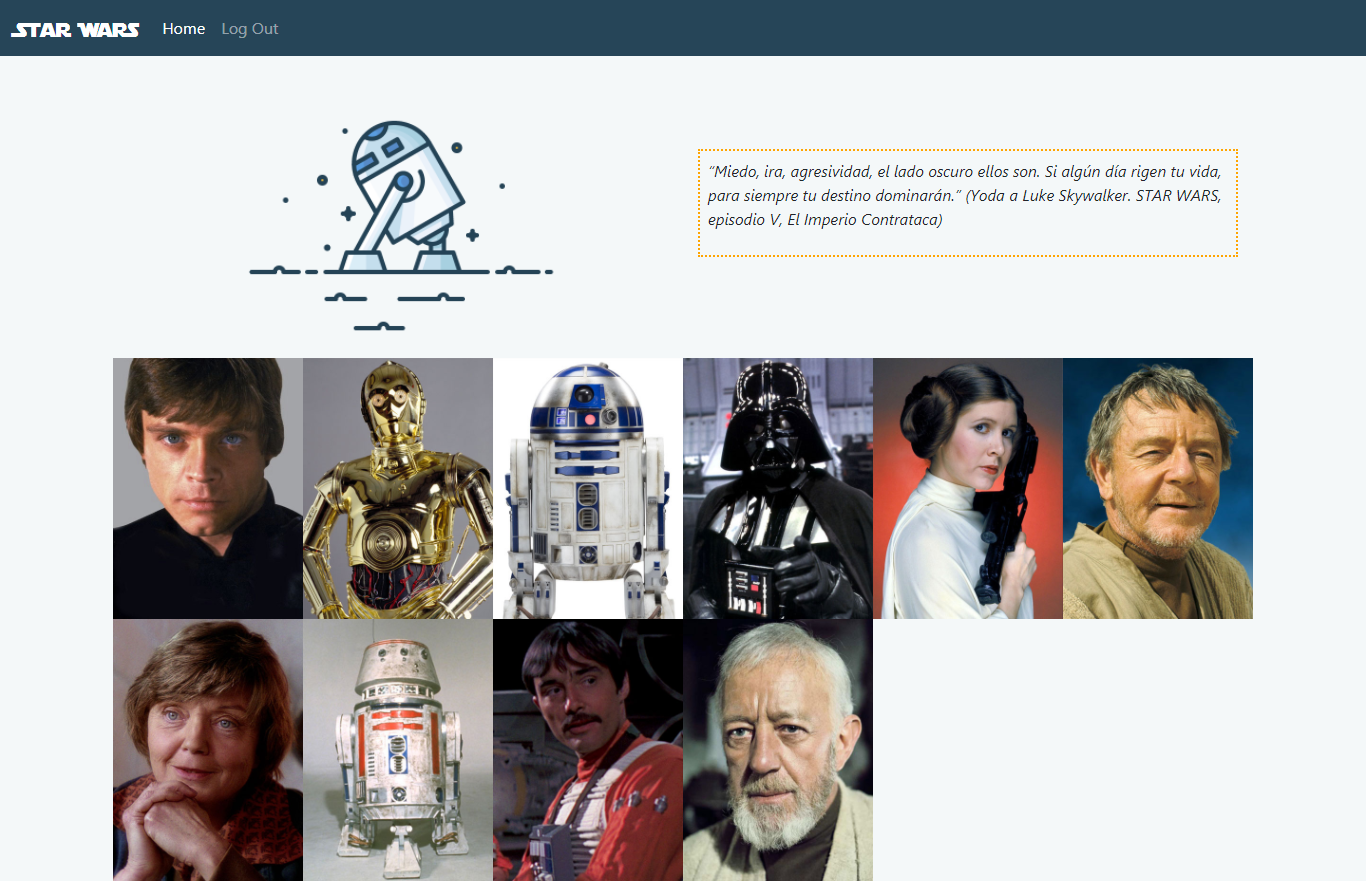 STAR WARS Home Log Out
“Miedo, ira, agresividad, el lado oscuro ellos son. Si algún día rigen tu vida,
para siempre tu destino dominarán.” (Yoda a Luke Skywalker. STAR WARS,
episodio V, El Imperio Contrataca)